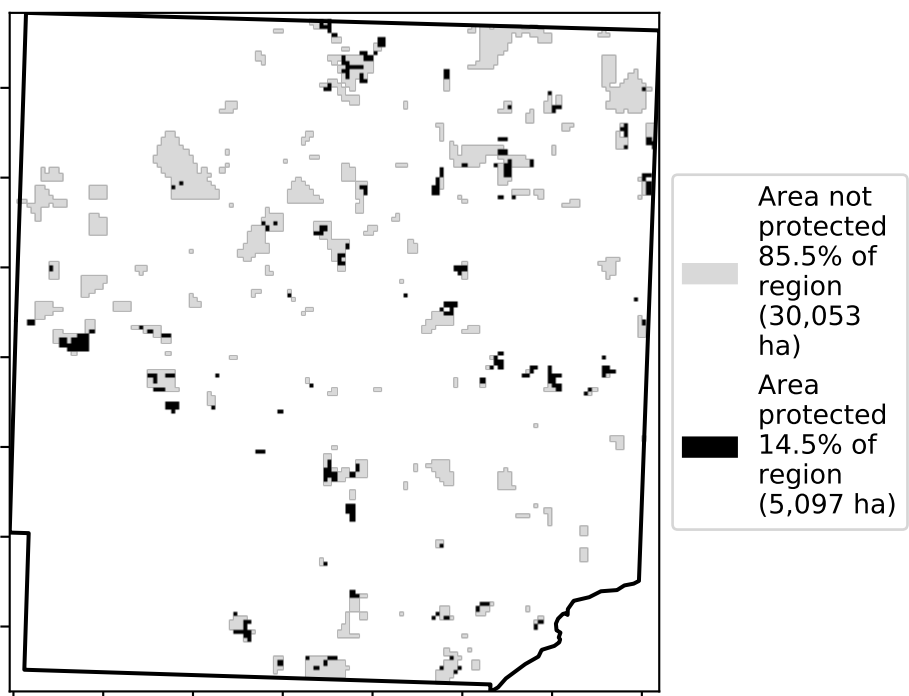 Area not
protected
85.5% of
region
(30,053
ha)
Area
protected
14.5% of
region
(5,097 ha)